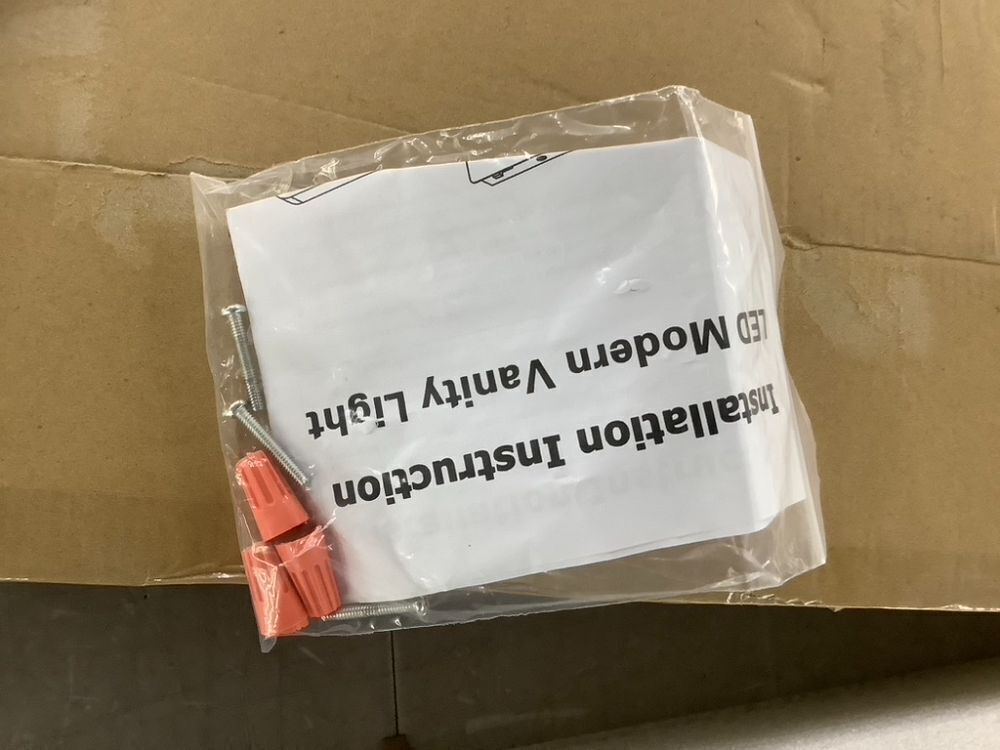 Installation Instruction
LED Modern Vanity Light